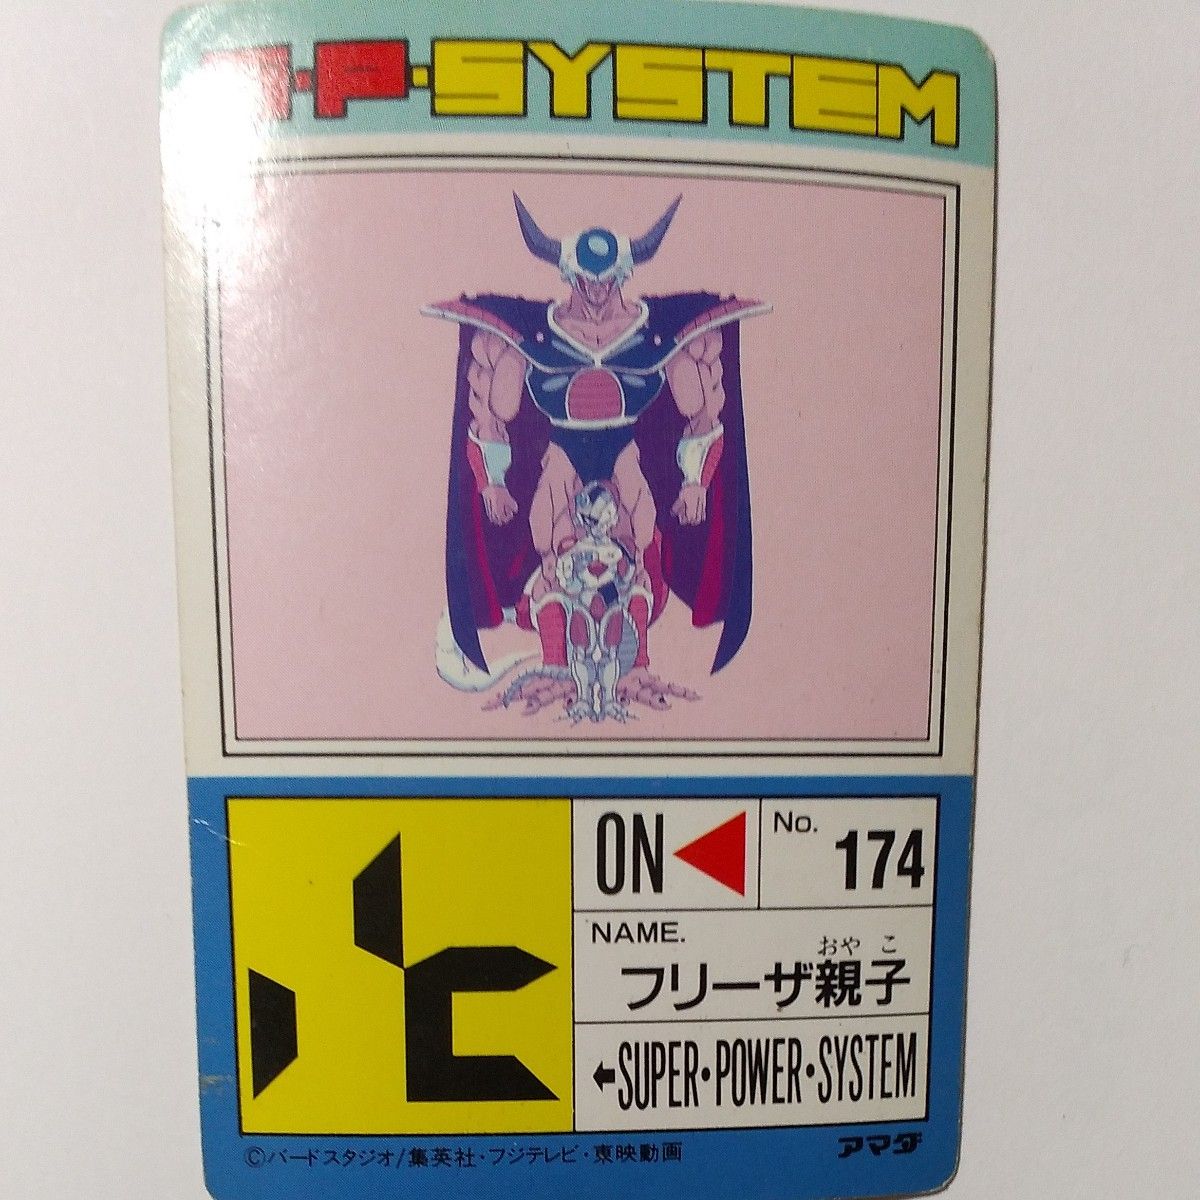 P・SYSTEM
ON
No.
174
NAME.
おや こ
フリーザ親子
←SUPER・POWER・SYSTEM
©バードスタジオ/集英社・フジテレビ・東映動画
アマダ